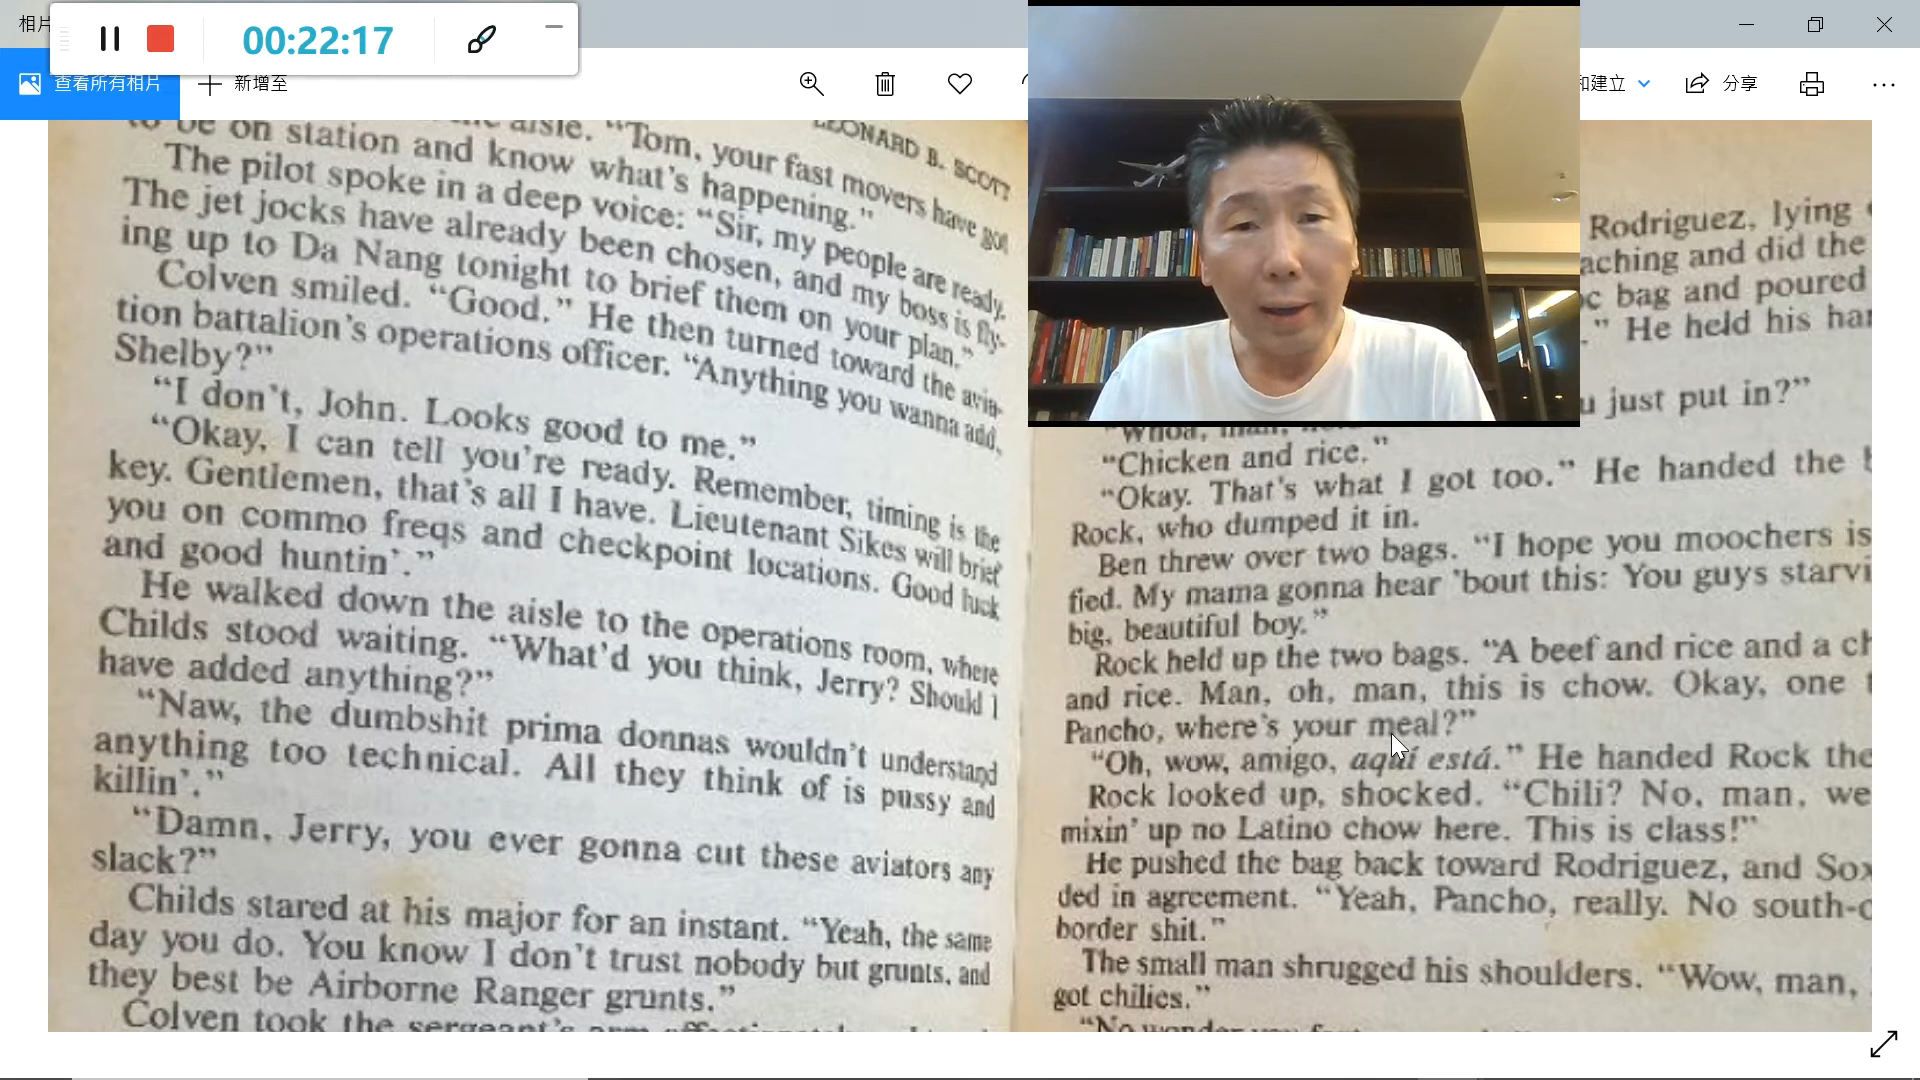 相片
00:22:17
查看所有相片
新增至
和建立
分享
LEONARD B. SCOTT
the aisle. “Tom, your fast movers have got
to be on station and know what’s happening.”
The pilot spoke in a deep voice: “Sir, my people are ready.
The jet jocks have already been chosen, and my boss is fly-
ing up to Da Nang tonight to brief them on your plan.”
Colven smiled. “Good.” He then turned toward the avia-
tion battalion’s operations officer. “Anything you wanna add,
Shelby?”
“I don’t, John. Looks good to me.”
“Okay, I can tell you’re ready. Remember, timing is the
key. Gentlemen, that’s all I have. Lieutenant Sikes will brief
you on commo freqs and checkpoint locations. Good luck
and good huntin’.”
He walked down the aisle to the operations room, where
Childs stood waiting. “What’d you think, Jerry? Should I
have added anything?”
“Naw, the dumbshit prima donnas wouldn’t understand
anything too technical. All they think of is pussy and
killin’.”
“Damn, Jerry, you ever gonna cut these aviators any
slack?”
Childs stared at his major for an instant. “Yeah, the same
day you do. You know I don’t trust nobody but grunts, and
they best be Airborne Ranger grunts.”
Colven took the sergeant’s arm
Rodriguez, lying
aching and did the
bag and poured
.” He held his
just put in?”
“Whoa, man,
“Chicken and rice.”
“Okay. That’s what I got too.” He handed the
Rock, who dumped it in.
Ben threw over two bags. “I hope you moochers is
fied. My mama gonna hear ’bout this: You guys starvi
big, beautiful boy.”
Rock held up the two bags. “A beef and rice and a ch
and rice. Man, oh, man, this is chow. Okay, one
Pancho, where’s your meal?”
“Oh, wow, amigo, aquí está.” He handed Rock the
Rock looked up, shocked. “Chili? No, man, we
mixin’ up no Latino chow here. This is class!”
He pushed the bag back toward Rodriguez, and Sox
ded in agreement. “Yeah, Pancho, really. No south-o
border shit.”
The small man shrugged his shoulders. “Wow, man,
got chilies.”
“No wonder you